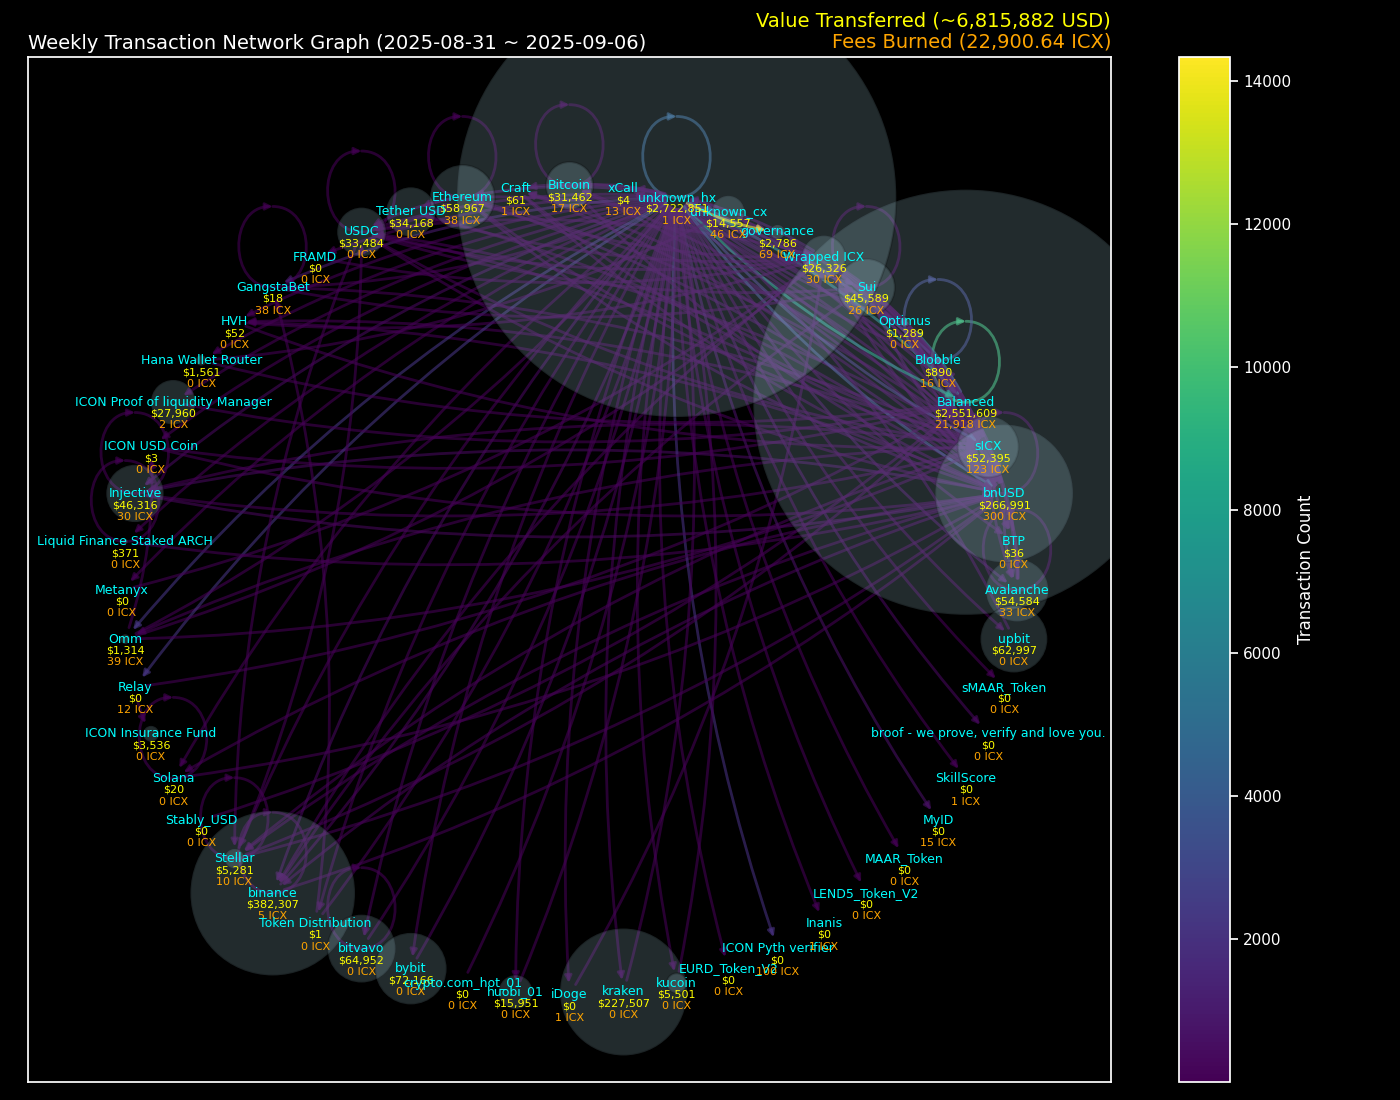 Value Transferred (~6,815,882 USD)
Weekly Transaction Network Graph (2025-08-31 ~ 2025-09-06)
Fees Burned (22,900.64 ICX)
Craft
$61
1 ICX
Bitcoin
$31,462
17 ICX
xCall
$4
13 ICX
Ethereum
$58,967
38 ICX
unknown_hx
$2,722,851
1 ICX
Tether USD
$34,168
0 ICX
unknown_cx
$14,557
46 ICX
USDC
$33,484
0 ICX
governance
$2,786
69 ICX
FRAMD
$0
0 ICX
Wrapped ICX
$26,326
30 ICX
GangstaBet
$18
38 ICX
Sui
$45,589
26 ICX
HVH
$52
0 ICX
Optimus
$1,289
0 ICX
Hana Wallet Router
$1,561
0 ICX
Blobble
$890
16 ICX
ICON Proof of liquidity Manager
$27,960
2 ICX
Balanced
$2,551,609
21,918 ICX
ICON USD Coin
$3
0 ICX
sICX
$52,395
123 ICX
Injective
$46,316
30 ICX
bnUSD
$266,991
300 ICX
Liquid Finance Staked ARCH
$371
0 ICX
BTP
$36
0 ICX
Metanyx
$0
0 ICX
Avalanche
$54,584
33 ICX
Omm
$1,314
39 ICX
upbit
$62,997
0 ICX
Relay
$0
12 ICX
sMAAR_Token
$0
0 ICX
ICON Insurance Fund
$3,536
0 ICX
broof - we prove, verify and love you.
$0
0 ICX
Solana
$20
0 ICX
SkillScore
$0
1 ICX
Stably_USD
$0
0 ICX
MyID
$0
15 ICX
Stellar
$5,281
10 ICX
MAAR_Token
$0
0 ICX
binance
$382,307
5 ICX
LEND5_Token_V2
$0
0 ICX
Token Distribution
$1
0 ICX
Inanis
$0
1 ICX
bitvavo
$64,952
0 ICX
ICON Pyth verifier
$0
bybit
$72,166
0 ICX
EURD_Token_V2
$0
0 ICX
crypto.com_hot_01
$0
0 ICX
huobi_01
$15,951
0 ICX
iDoge
$0
1 ICX
kraken
$227,507
0 ICX
kucoin
$5,501
0 ICX
14000
12000
10000
8000
6000
4000
2000
Transaction Count